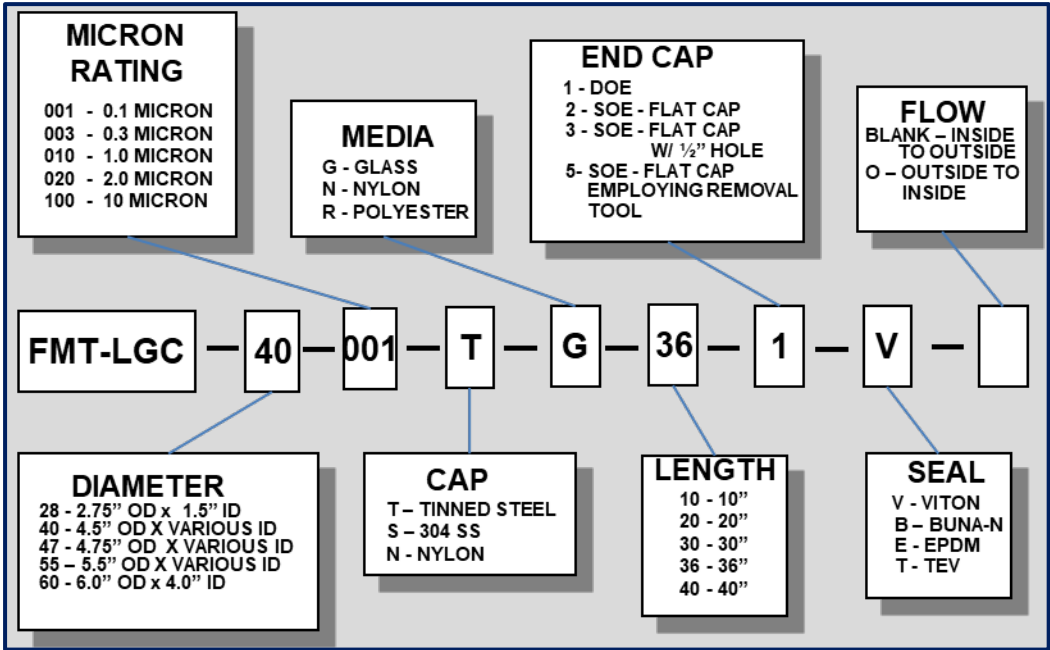 MICRON
RATING
001 - 0.1 MICRON
003 - 0.3 MICRON
010 - 1.0 MICRON
020 - 2.0 MICRON
100 - 10 MICRON
MEDIA
G - GLASS
N - NYLON
R - POLYESTER
END CAP
1 - DOE
2 - SOE - FLAT CAP
3 - SOE - FLAT CAP
W/ ½” HOLE
5- SOE - FLAT CAP
EMPLOYING REMOVAL
TOOL
FLOW
BLANK – INSIDE
TO OUTSIDE
O – OUTSIDE TO
INSIDE
FMT-LGC — 40 — 001 — T — G — 36 — 1 — V —
DIAMETER
28 - 2.75” OD x 1.5” ID
40 - 4.5” OD X VARIOUS ID
47 - 4.75” OD X VARIOUS ID
55 – 5.5” OD X VARIOUS ID
60 - 6.0” OD x 4.0” ID
CAP
T – TINNED STEEL
S – 304 SS
N - NYLON
LENGTH
10 - 10”
20 - 20”
30 - 30”
36 - 36”
40 - 40”
SEAL
V - VITON
B – BUNA-N
E – EPDM
T - TEV